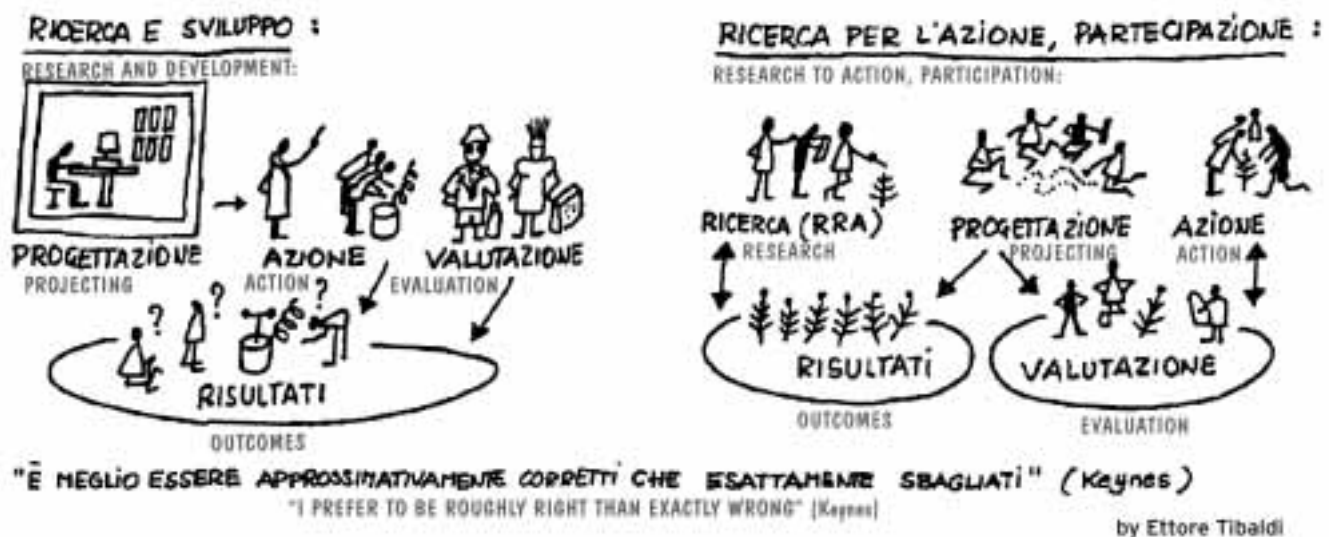 RICERCA E SVILUPPO :
RESEARCH AND DEVELOPMENT:
PROGETTAZIONE
PROJECTING
AZIONE
ACTION
VALUTAZIONE
EVALUATION
? ? ?
RISULTATI
OUTCOMES
RICERCA PER L'AZIONE, PARTECIPAZIONE :
RESEARCH TO ACTION, PARTICIPATION:
RICERCA (RRA)
RESEARCH
PROGETTAZIONE
PROJECTING
AZIONE
ACTION
RISULTATI
OUTCOMES
VALUTAZIONE
EVALUATION
"È MEGLIO ESSERE APPROSSIMATIVAMENTE CORRETTI CHE ESATTAMENTE SBAGLIATI" (Keynes)
"I PREFER TO BE ROUGHLY RIGHT THAN EXACTLY WRONG" (Keynes)
by Ettore Tibaldi